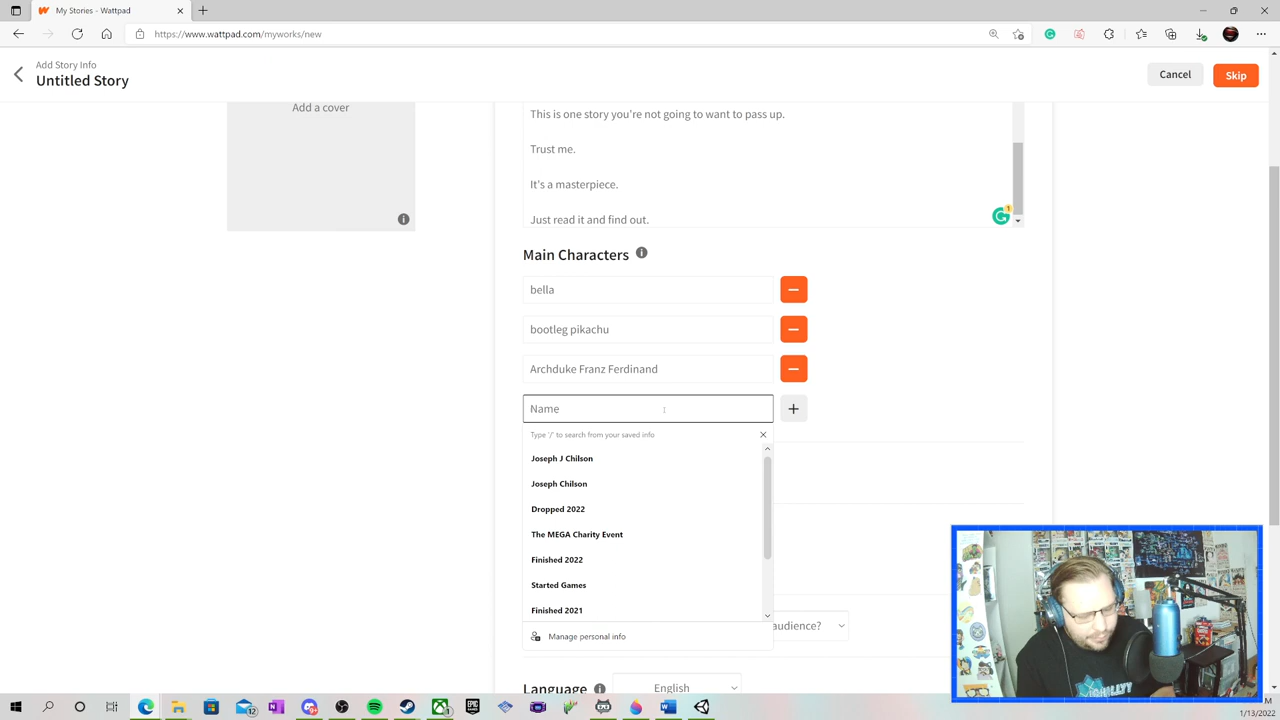 My Stories - Wattpad
https://www.wattpad.com/myworks/new
Add Story Info
Untitled Story
Cancel
Skip
Add a cover
This is one story you're not going to want to pass up.
Trust me.
It's a masterpiece.
Just read it and find out.
1
Main Characters
bella
bootleg pikachu
Archduke Franz Ferdinand
Name
Type '/' to search from your saved info
Joseph J Chilson
Joseph Chilson
Dropped 2022
The MEGA Charity Event
Finished 2022
Started Games
Finished 2021
Manage personal info
audience?
Language
English
12
M
1/13/2022